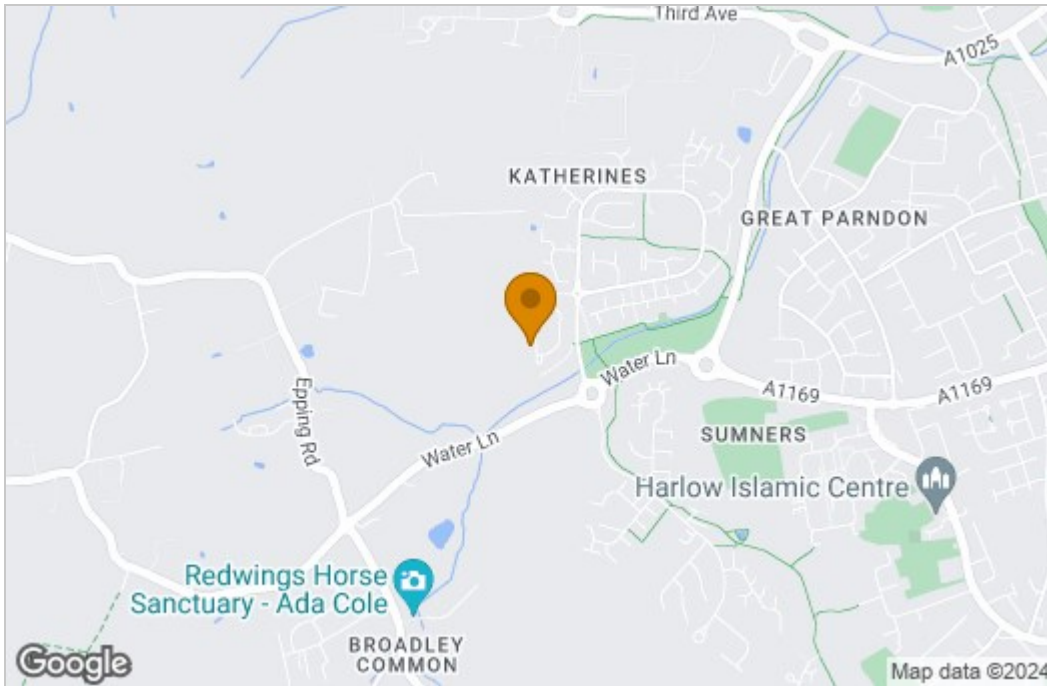 Third Ave
A1025
KATHERINES
GREAT PARNDON
Epping Rd
Water Ln
Water Ln
A1169
A1169
SUMNERS
Harlow Islamic Centre
Redwings Horse
Sanctuary - Ada Cole
BROADLEY
COMMON
Google
Map data ©2024